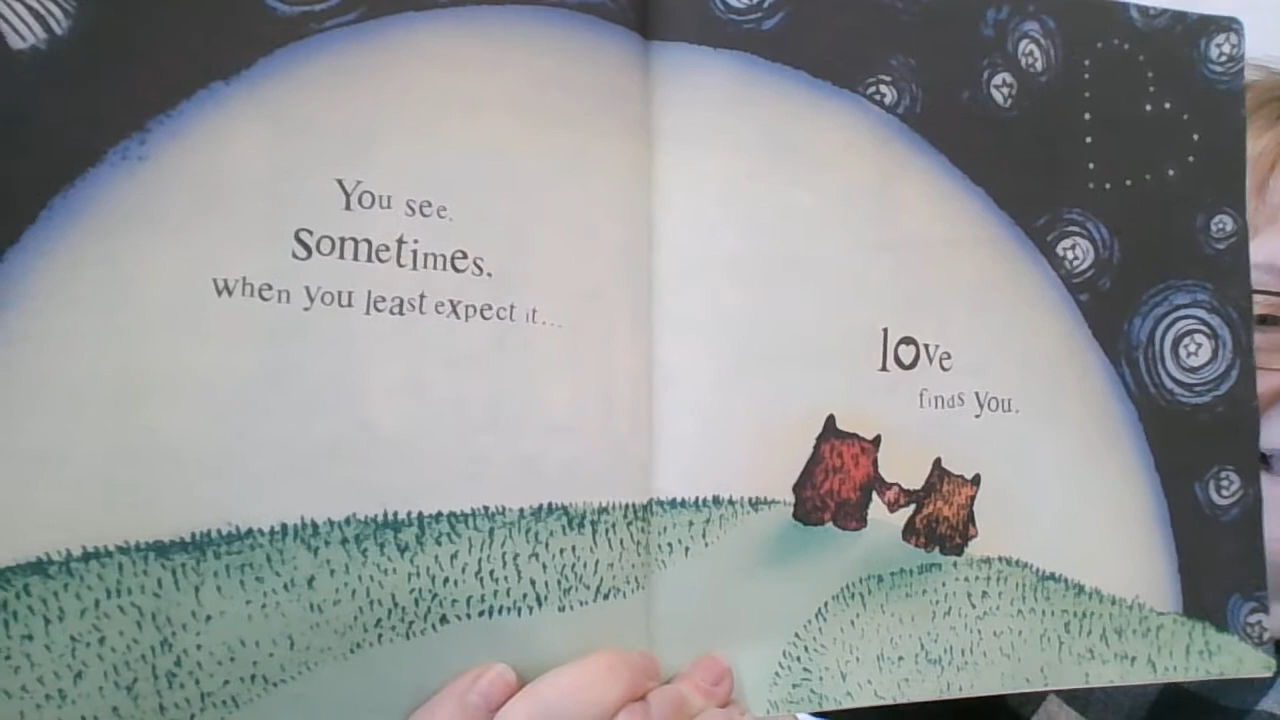 You see.
Sometimes,
when you least expect it...
love
finds you.